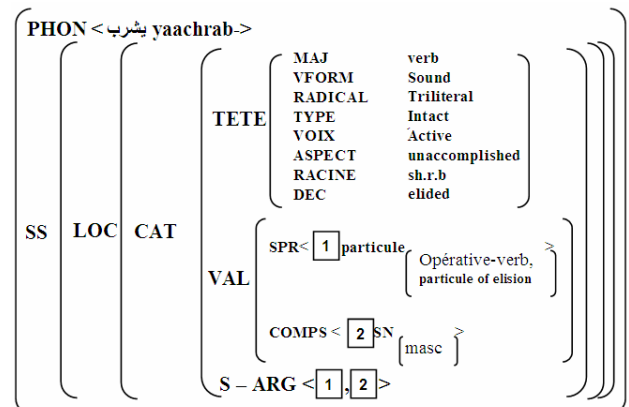 PHON < يشرب yaachrab->
MAJ verb
VFORM Sound
RADICAL Triliteral
TETE TYPE Intact
VOIX Active
ASPECT unaccomplished
RACINE sh.r.b
DEC elided
SS LOC CAT
SPR< 1 particule Opérative-verb, >
particule of elision
VAL
COMPS < 2 SN masc >
S – ARG < 1 , 2 >